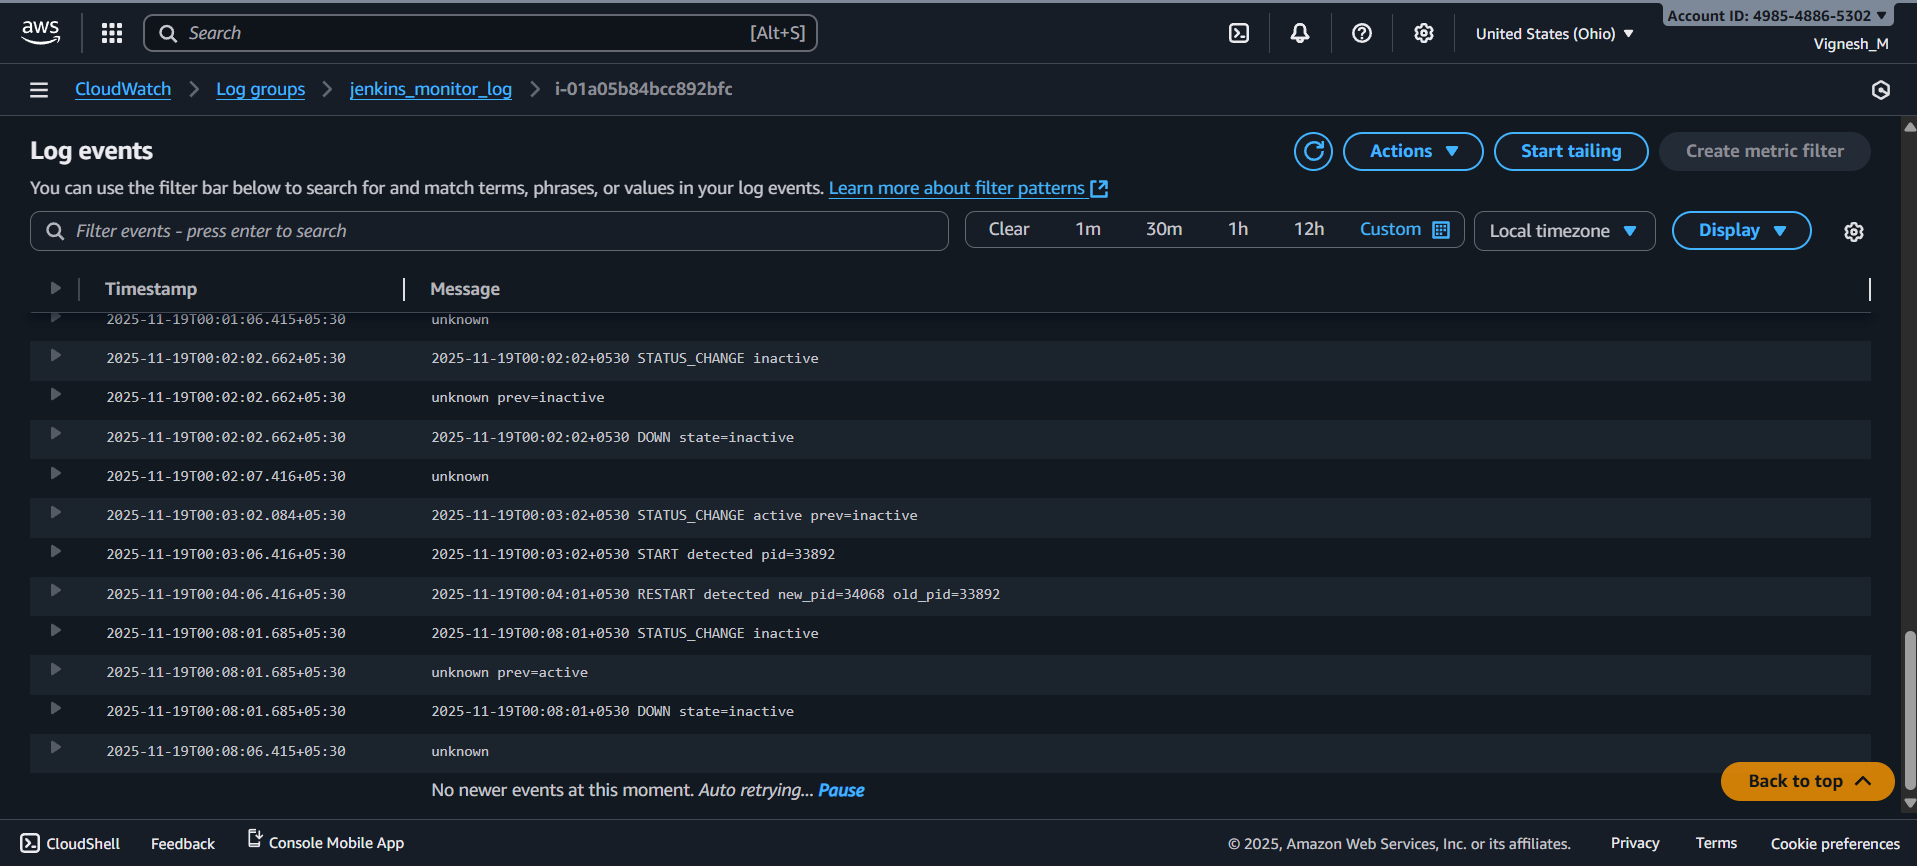 aws
Search [Alt+S]
United States (Ohio)
Account ID: 4985-4886-5302
Vignesh_M
CloudWatch
Log groups
jenkins_monitor_log
i-01a05b84bcc892bfc
Log events
Actions
Start tailing
Create metric filter
You can use the filter bar below to search for and match terms, phrases, or values in your log events. Learn more about filter patterns
Filter events - press enter to search
Clear 1m 30m 1h 12h Custom
Local timezone
Display
Timestamp Message
2025-11-19T00:01:06.415+05:30 unknown
2025-11-19T00:02:02.662+05:30 2025-11-19T00:02:02+0530 STATUS_CHANGE inactive
2025-11-19T00:02:02.662+05:30 unknown prev=inactive
2025-11-19T00:02:02.662+05:30 2025-11-19T00:02:02+0530 DOWN state=inactive
2025-11-19T00:02:07.416+05:30 unknown
2025-11-19T00:03:02.084+05:30 2025-11-19T00:03:02+0530 STATUS_CHANGE active prev=inactive
2025-11-19T00:03:06.416+05:30 2025-11-19T00:03:02+0530 START detected pid=33892
2025-11-19T00:04:06.416+05:30 2025-11-19T00:04:01+0530 RESTART detected new_pid=34068 old_pid=33892
2025-11-19T00:08:01.685+05:30 2025-11-19T00:08:01+0530 STATUS_CHANGE inactive
2025-11-19T00:08:01.685+05:30 unknown prev=active
2025-11-19T00:08:01.685+05:30 2025-11-19T00:08:01+0530 DOWN state=inactive
2025-11-19T00:08:06.415+05:30 unknown
No newer events at this moment. Auto retrying... Pause
Back to top
CloudShell Feedback Console Mobile App
© 2025, Amazon Web Services, Inc. or its affiliates. Privacy Terms Cookie preferences